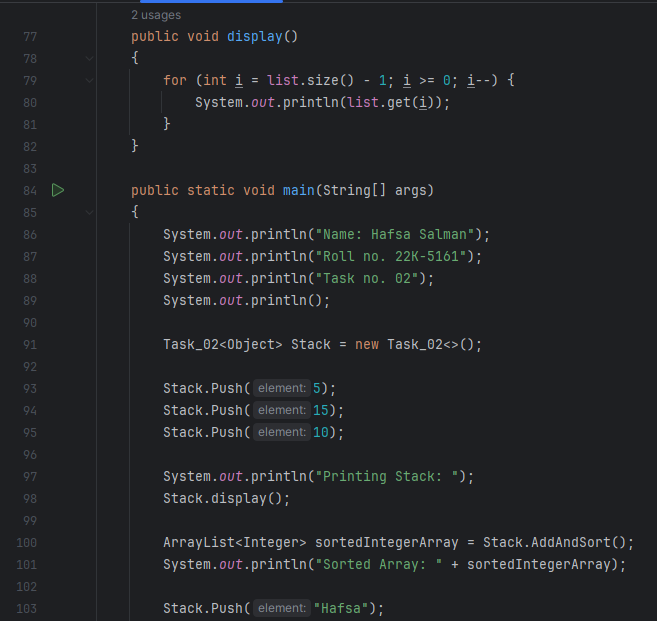 2 usages
77 public void display()
78 {
79 for (int i = list.size() - 1; i >= 0; i--) {
80 System.out.println(list.get(i));
81 }
82 }
83
84 public static void main(String[] args)
85 {
86 System.out.println("Name: Hafsa Salman");
87 System.out.println("Roll no. 22K-5161");
88 System.out.println("Task no. 02");
89 System.out.println();
90
91 Task_02<Object> Stack = new Task_02<>();
92
93 Stack.Push( element: 5);
94 Stack.Push( element: 15);
95 Stack.Push( element: 10);
96
97 System.out.println("Printing Stack: ");
98 Stack.display();
99
100 ArrayList<Integer> sortedIntegerArray = Stack.AddAndSort();
101 System.out.println("Sorted Array: " + sortedIntegerArray);
102
103 Stack.Push( element: "Hafsa");